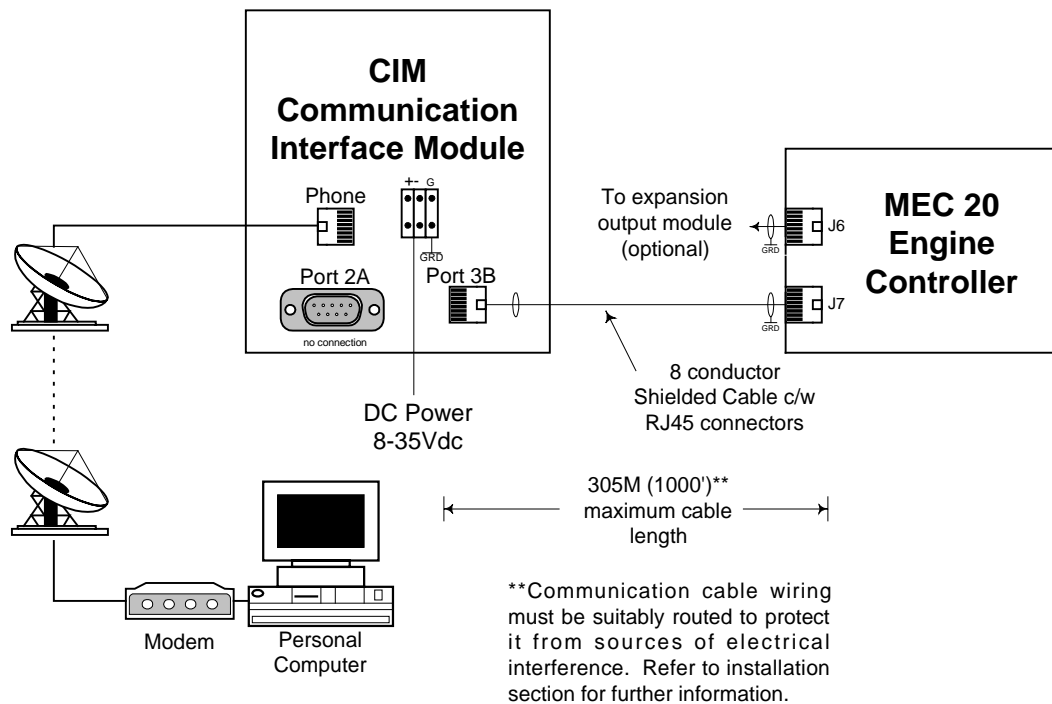 CIM
Communication
Interface Module
Phone
+- G
GRD
Port 2A
no connection
Port 3B
DC Power
8-35Vdc
To expansion
output module
(optional)
GRD
J6
MEC 20
Engine
Controller
GRD
J7
8 conductor
Shielded Cable c/w
RJ45 connectors
305M (1000')**
maximum cable
length
Modem
Personal
Computer
**Communication cable wiring
must be suitably routed to protect
it from sources of electrical
interference. Refer to installation
section for further information.